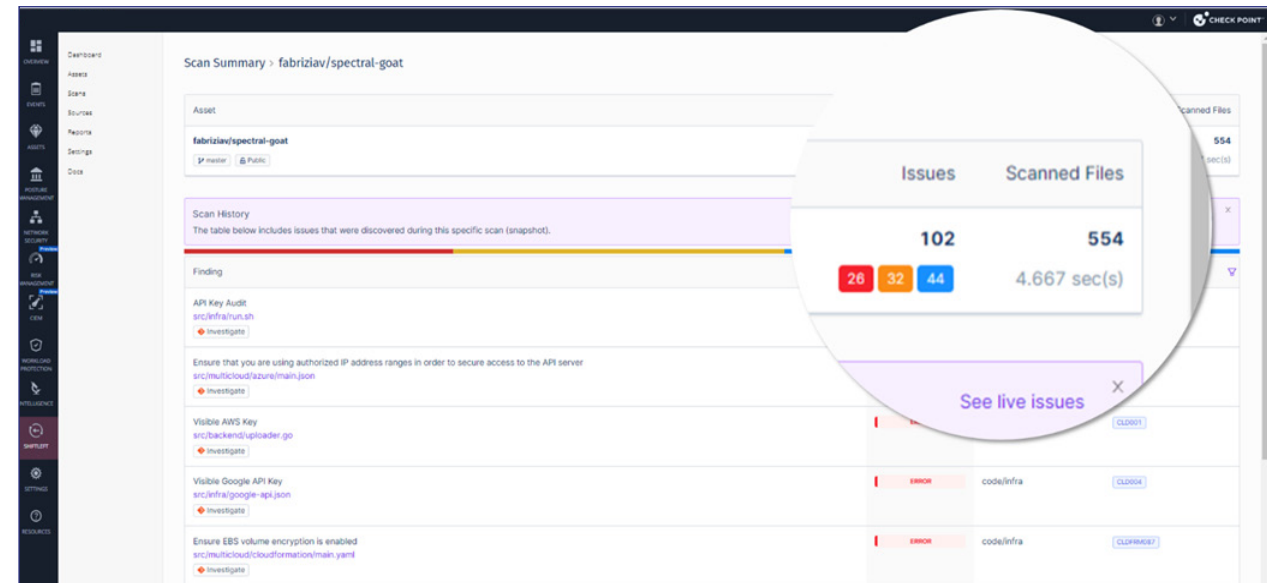 CHECK POINT
OVERVIEW
EVENTS
ASSETS
POSTURE MANAGEMENT
NETWORK SECURITY
Preview
RISK MANAGEMENT
Preview
CIEM
WORKLOAD PROTECTION
INTELLIGENCE
SHIFTLEFT
SETTINGS
RESOURCES
Dashboard
Assets
Scans
Sources
Reports
Settings
Docs
Scan Summary > fabriziav/spectral-goat
Asset
Scanned Files
fabriziav/spectral-goat
554
sec(s)
master
Public
Issues Scanned Files
102 554
26 32 44 4.667 sec(s)
Scan History
×
The table below includes issues that were discovered during this specific scan (snapshot).
See live issues ×
Finding
API Key Audit
src/infra/run.sh
Investigate
Ensure that you are using authorized IP address ranges in order to secure access to the API server
src/multicloud/azure/main.json
Investigate
Visible AWS Key
CLD001
src/backend/uploader.go
Investigate
Visible Google API Key
ERROR code/infra CLD004
src/infra/google-api.json
Investigate
Ensure EBS volume encryption is enabled
ERROR code/infra CLDFRM087
src/multicloud/cloudformation/main.yaml
Investigate